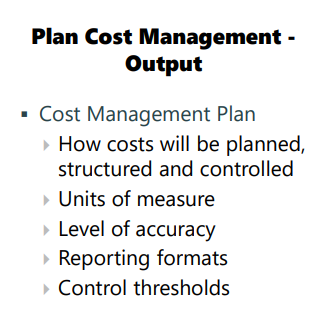 Plan Cost Management -
Output
▪ Cost Management Plan
How costs will be planned,
structured and controlled
Units of measure
Level of accuracy
Reporting formats
Control thresholds